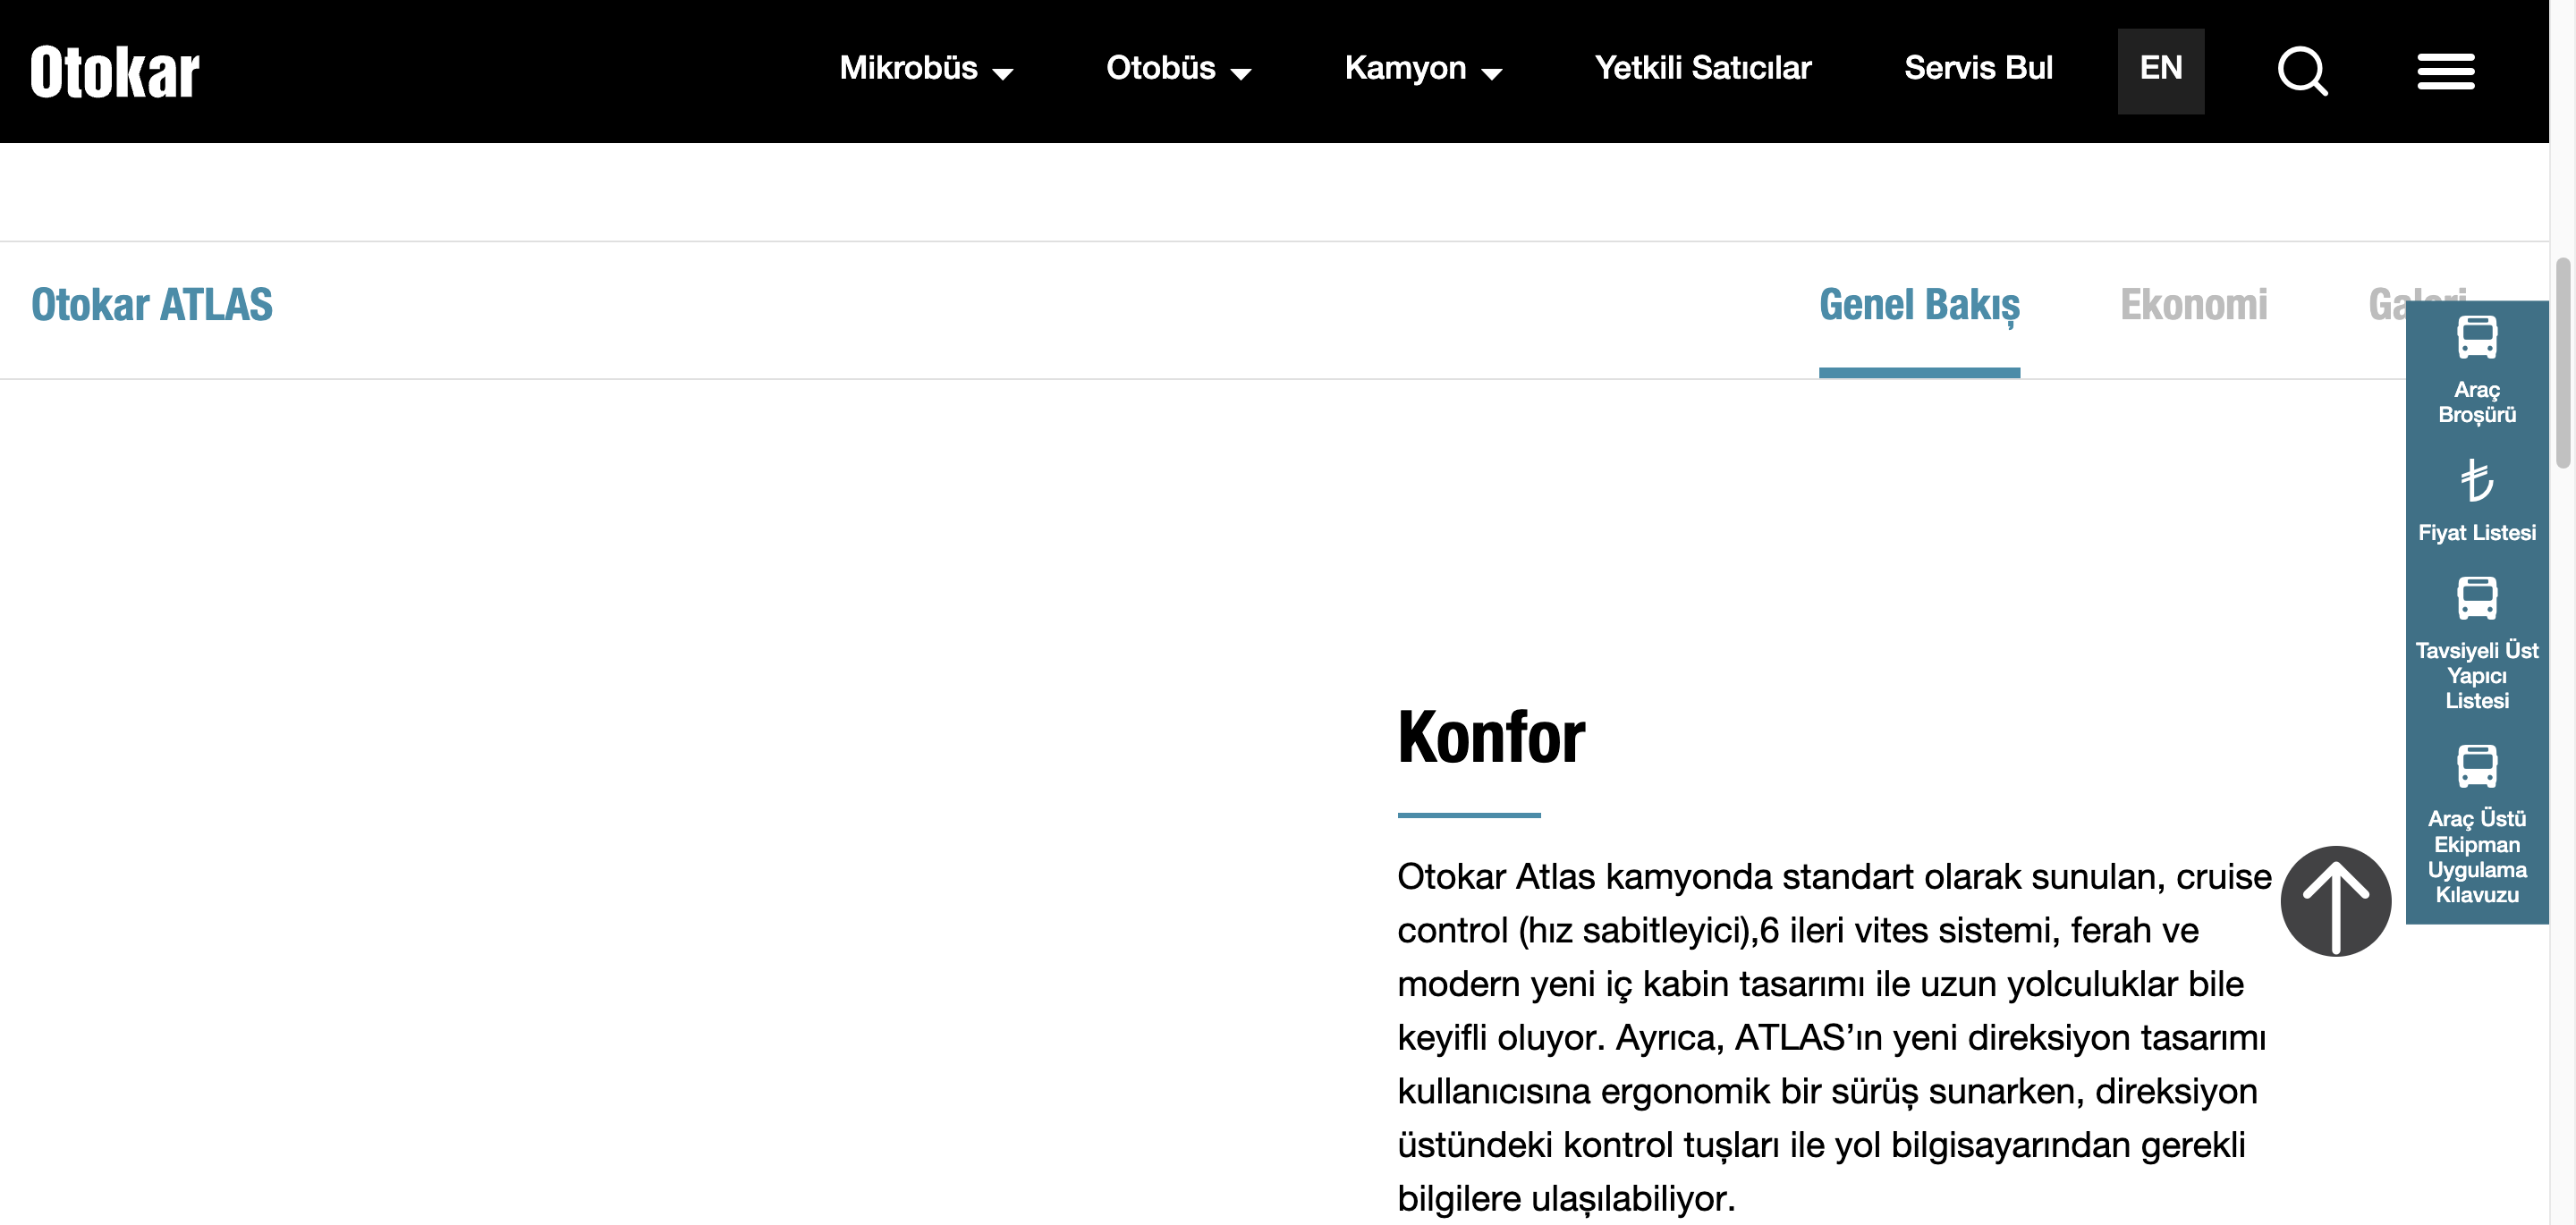 Otokar
Mikrobüs
Otobüs
Kamyon
Yetkili Satıcılar
Servis Bul
EN
Otokar ATLAS
Genel Bakış
Ekonomi
Araç
Broşürü
₺
Fiyat Listesi
Tavsiyeli Üst
Yapıcı
Listesi
Araç Üstü
Ekipman
Uygulama
Kılavuzu
Konfor
Otokar Atlas kamyonda standart olarak sunulan, cruise
control (hız sabitleyici),6 ileri vites sistemi, ferah ve
modern yeni iç kabin tasarımı ile uzun yolculuklar bile
keyifli oluyor. Ayrıca, ATLAS’ın yeni direksiyon tasarımı
kullanıcısına ergonomik bir sürüş sunarken, direksiyon
üstündeki kontrol tuşları ile yol bilgisayarından gerekli
bilgilere ulaşılabiliyor.